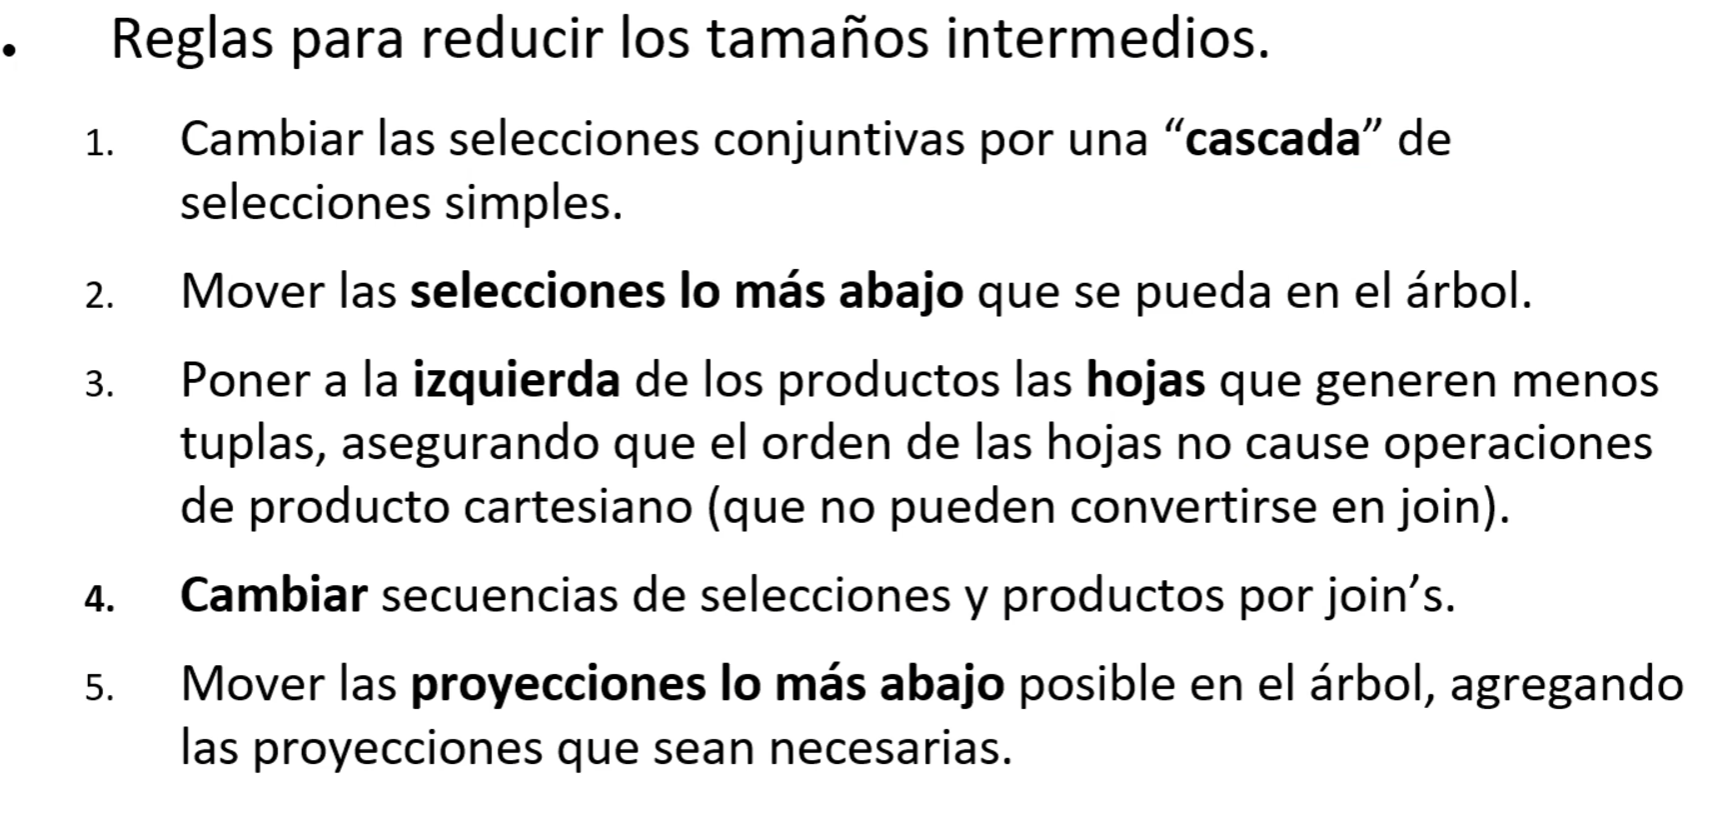 • Reglas para reducir los tamaños intermedios.
1. Cambiar las selecciones conjuntivas por una “cascada” de
selecciones simples.
2. Mover las selecciones lo más abajo que se pueda en el árbol.
3. Poner a la izquierda de los productos las hojas que generen menos
tuplas, asegurando que el orden de las hojas no cause operaciones
de producto cartesiano (que no pueden convertirse en join).
4. Cambiar secuencias de selecciones y productos por join’s.
5. Mover las proyecciones lo más abajo posible en el árbol, agregando
las proyecciones que sean necesarias.